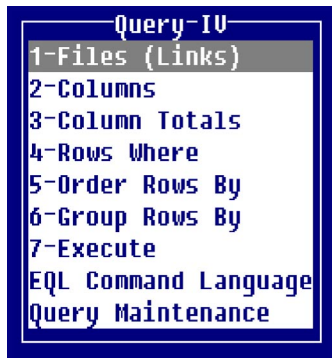 Query-IV
1-Files (Links)
2-Columns
3-Column Totals
4-Rows Where
5-Order Rows By
6-Group Rows By
7-Execute
EQL Command Language
Query Maintenance